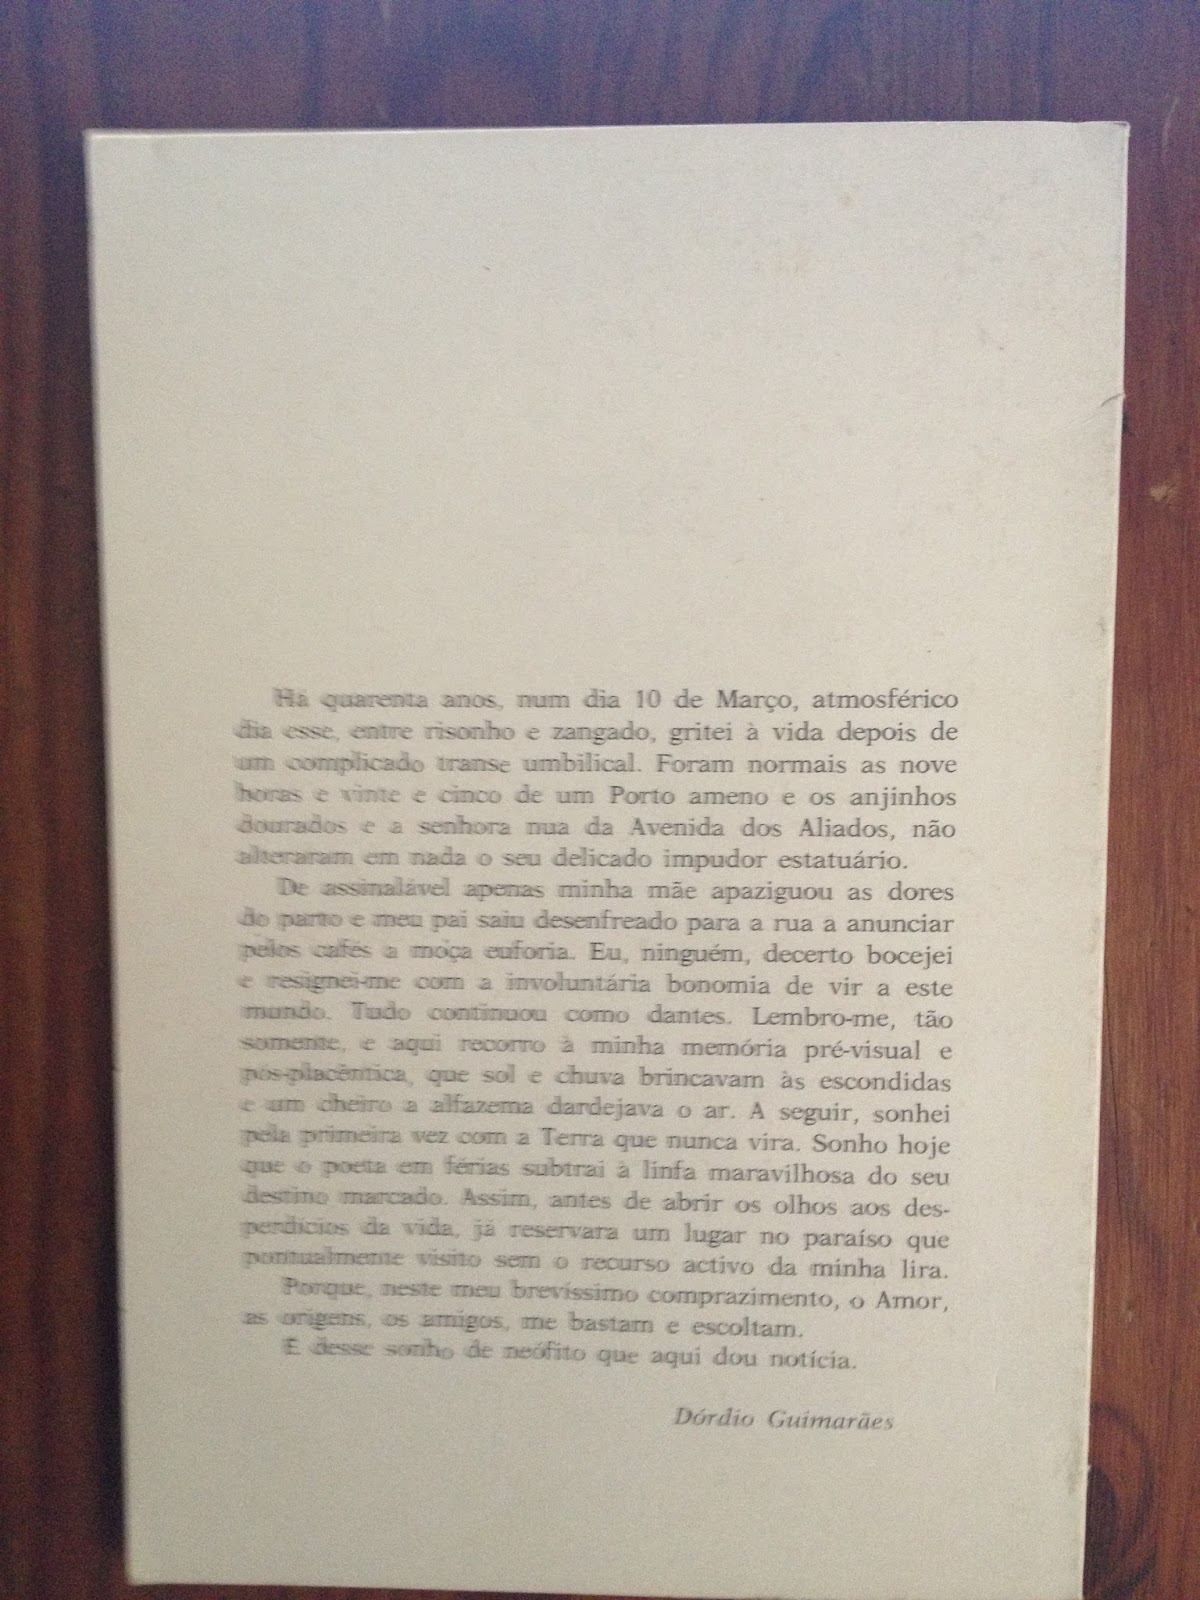 Há quarenta anos, num dia 10 de Março, atmosférico
dia esse, entre risonho e zangado, gritei à vida depois de
um complicado transe umbilical. Foram normais as nove
horas e vinte e cinco de um Porto ameno e os anjinhos
dourados e a senhora nua da Avenida dos Aliados, não
alteraram em nada o seu delicado impudor estatuário.
De assinalável apenas minha mãe apaziguou as dores
do parto e meu pai saiu desenfreado para a rua a anunciar
pelos cafés a moça euforia. Eu, ninguém, decerto bocejei
e resignei-me com a involuntária bonomia de vir a este
mundo. Tudo continuou como dantes. Lembro-me, tão
somente, e aqui recorro à minha memória pré-visual e
pós-placêntica, que sol e chuva brincavam às escondidas
e um cheiro a alfazema dardejava o ar. A seguir, sonhei
pela primeira vez com a Terra que nunca vira. Sonho hoje
que o poeta em férias subtrai à linfa maravilhosa do seu
destino marcado. Assim, antes de abrir os olhos aos des-
perdícios da vida, já reservara um lugar no paraíso que
pontualmente visito sem o recurso activo da minha lira.
Porque, neste meu brevíssimo comprazimento, o Amor,
as origens, os amigos, me bastam e escoltam.
É desse sonho de neófito que aqui dou notícia.
Dórdio Guimarães